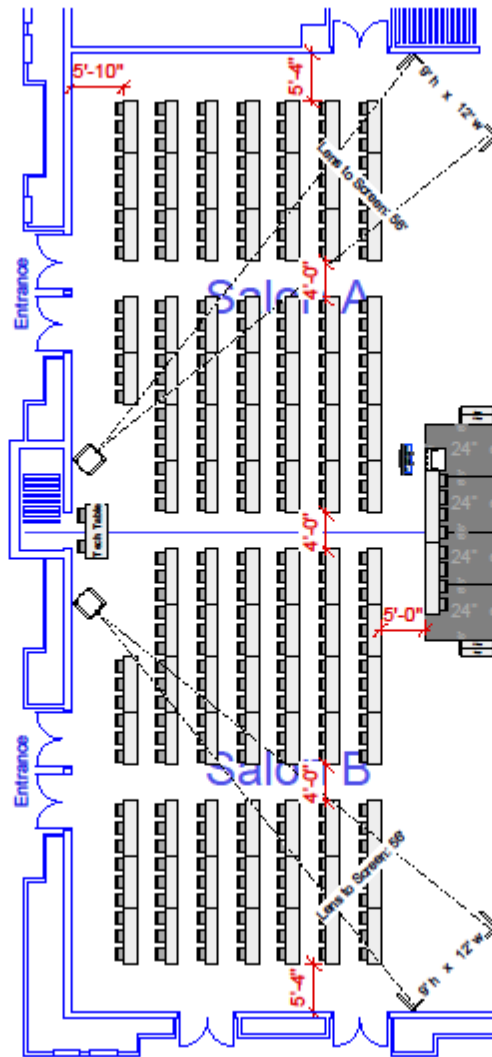 5'-10"
5'-4"
9'h x 12'w
Lens to Screen: 56'
4'-0"
Salon A
Entrance
24"
24"
24"
24"
Tech Table
4'-0"
5'-0"
Entrance
4'-0"
Salon B
Lens to Screen: 56'
5'-4"
9'h x 12'w